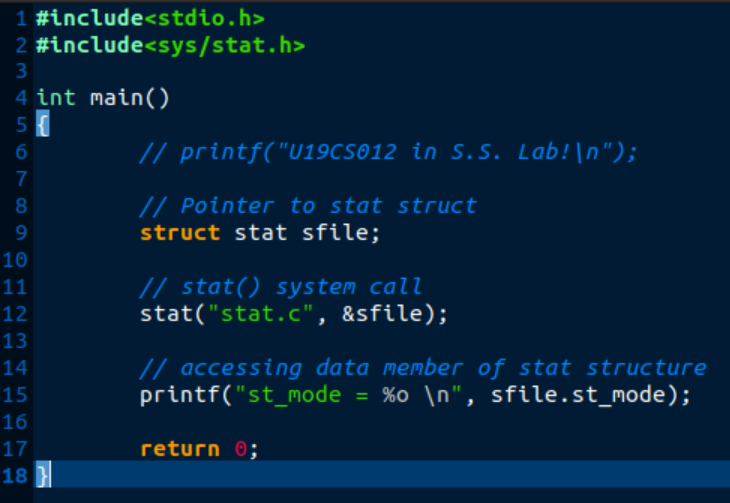 1 #include<stdio.h>
2 #include<sys/stat.h>
3
4 int main()
5 {
6         // printf("U19CS012 in S.S. Lab!\n");
7
8         // Pointer to stat struct
9         struct stat sfile;
10
11         // stat() system call
12         stat("stat.c", &sfile);
13
14         // accessing data member of stat structure
15         printf("st_mode = %o \n", sfile.st_mode);
16
17         return 0;
18 }